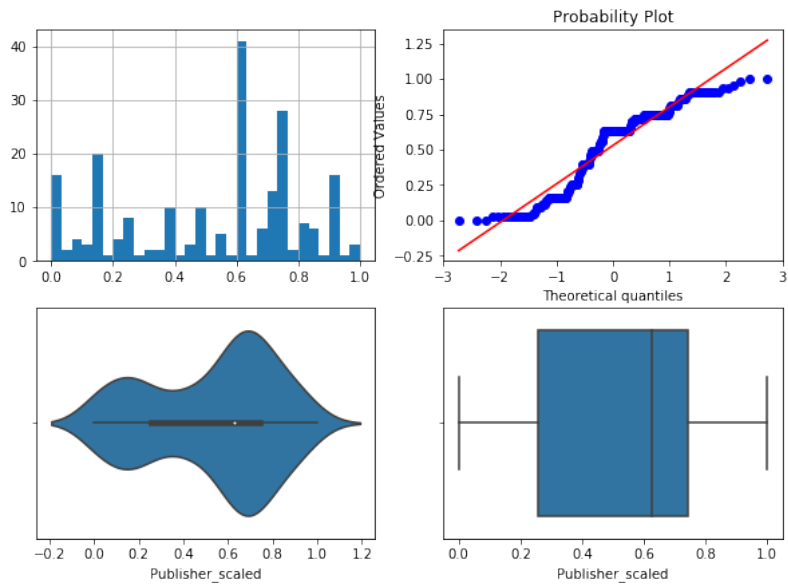 Probability Plot
40
30
20
10
0
0.0 0.2 0.4 0.6 0.8 1.0
Ordered Values
1.25
1.00
0.75
0.50
0.25
0.00
−0.25
−3 −2 −1 0 1 2 3
Theoretical quantiles
−0.2 0.0 0.2 0.4 0.6 0.8 1.0 1.2
Publisher_scaled
0.0 0.2 0.4 0.6 0.8 1.0
Publisher_scaled